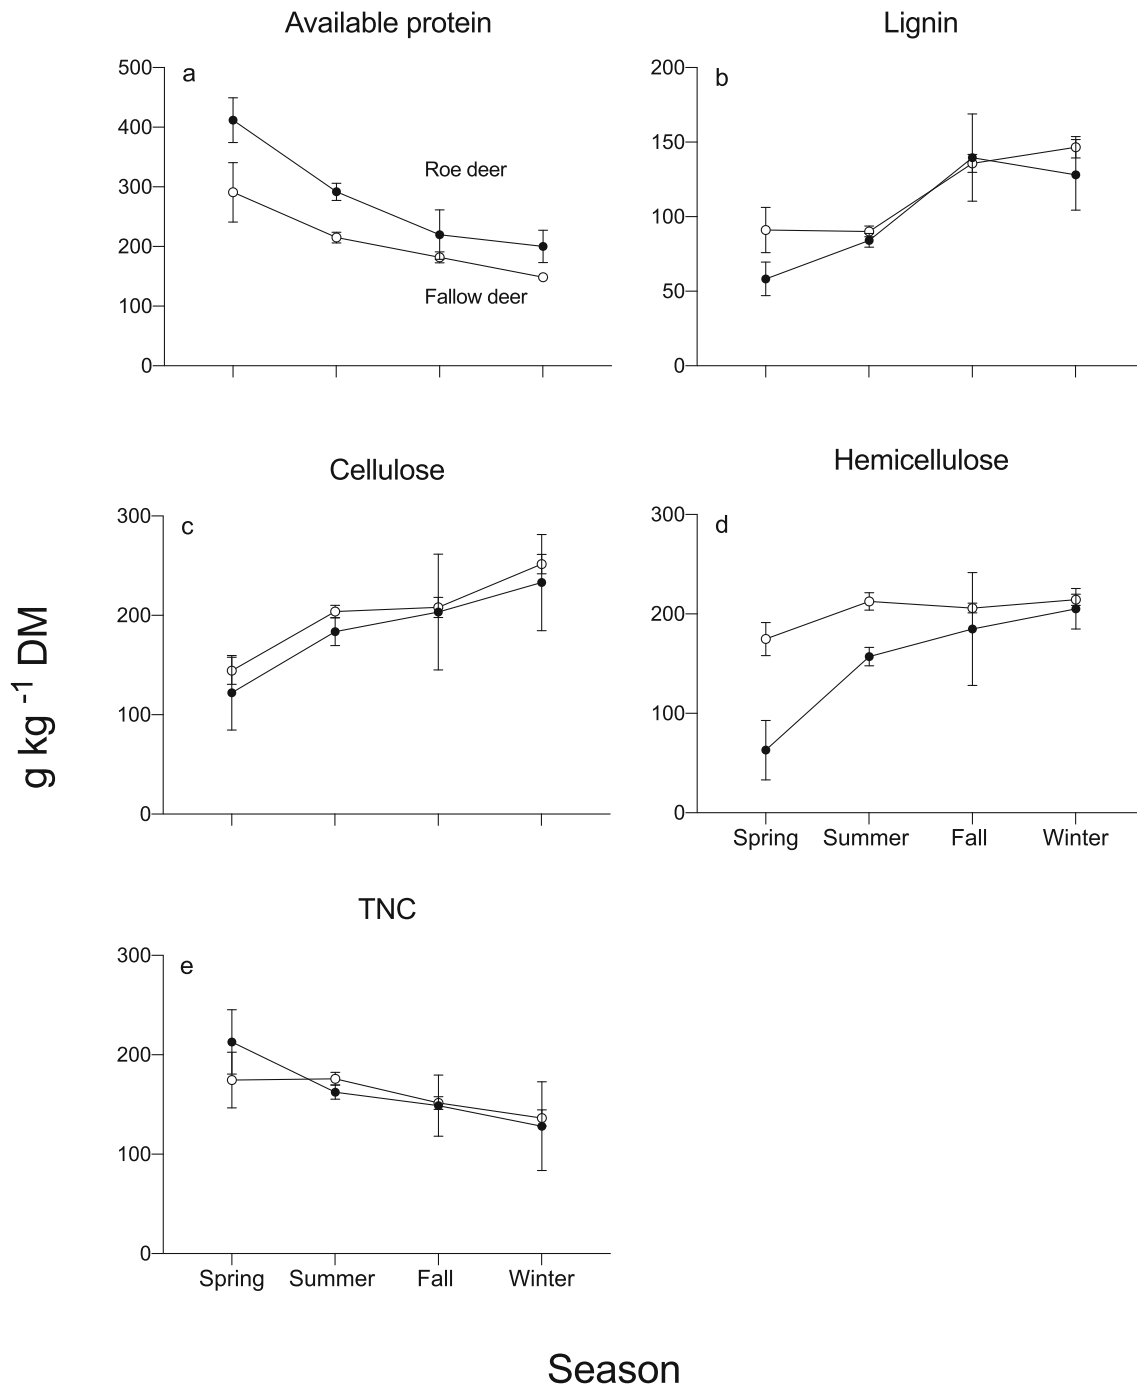 Available protein
a
500
400
300
200
100
0
Roe deer
Fallow deer
Lignin
b
200
150
100
50
0
Cellulose
c
300
200
100
0
Hemicellulose
d
300
200
100
0
Spring Summer Fall Winter
g kg -1 DM
TNC
e
300
200
100
0
Spring Summer Fall Winter
Season